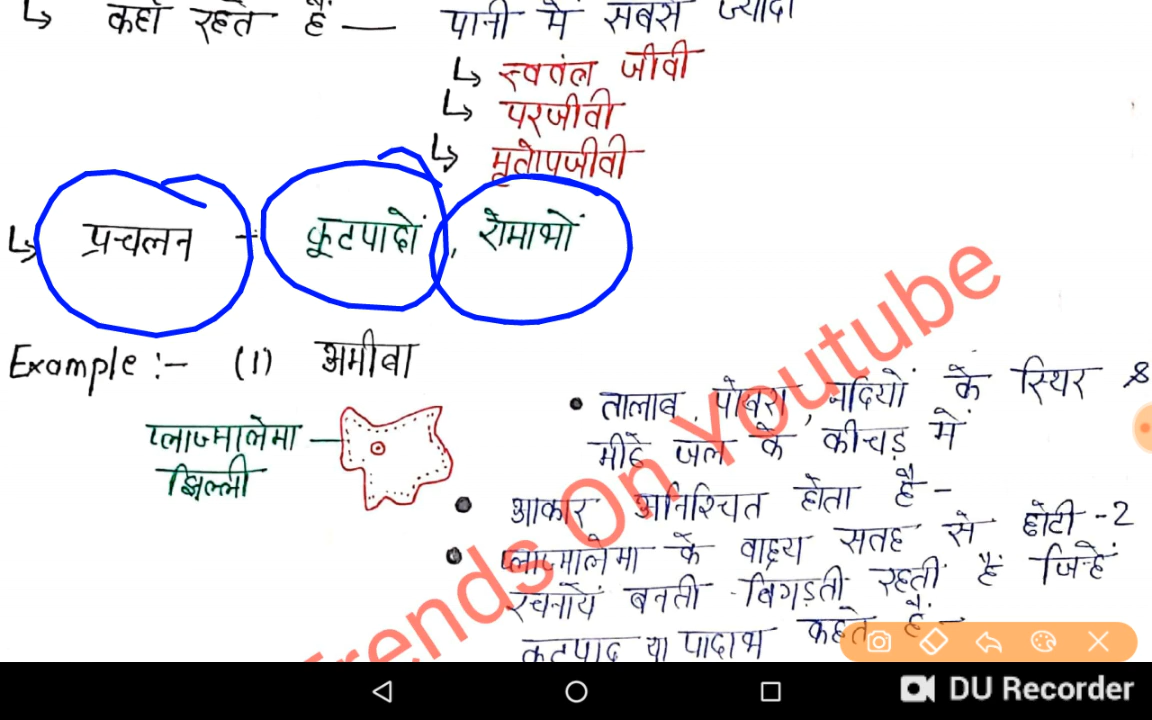 ↳ कहाँ रहते हैं — पानी में सबसे ज्यादा
↳ स्वतंत्र जीवी
↳ परजीवी
↳ मृतोपजीवी
↳ प्रचलन - कूटपादों, रोमाभों
Example :- (1) अमीबा
प्लाज्मालेमा
झिल्ली
• तालाब, पोखरा, नदियों के स्थिर &
मीठे जल के कीचड़ में
• आकार अनिश्चित होता है -
• प्लाज्मालेमा के वाह्य सतह से छोटी -2
रचनायें बनती - बिगड़ती रहती हैं जिन्हें
कूटपाद या पादाभ कहते हैं -
Trends On Youtube
DU Recorder